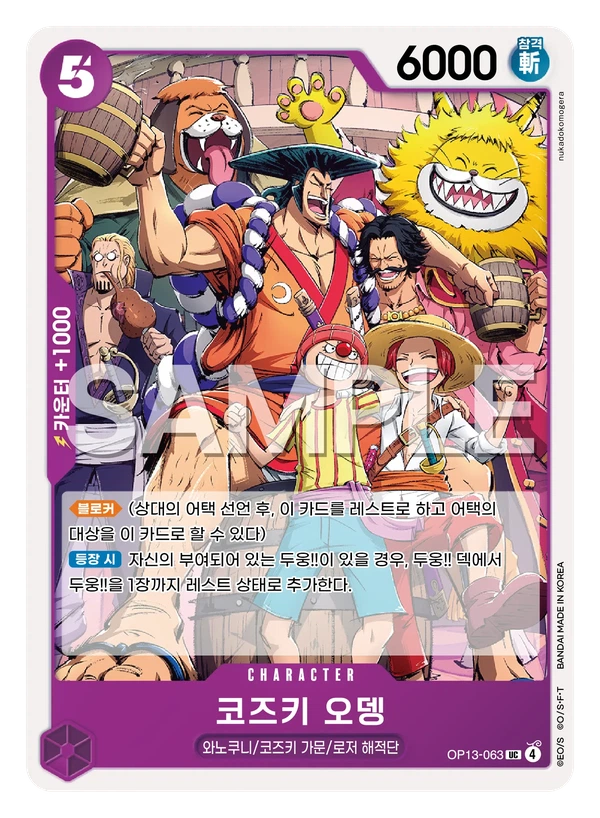 5
6000
참격
斬
nukadokomogera
⚡카운터 +1000
SAMPLE
블로커 (상대의 어택 선언 후, 이 카드를 레스트로 하고 어택의
대상을 이 카드로 할 수 있다)
등장 시 자신의 부여되어 있는 두웅!!이 있을 경우, 두웅!! 덱에서
두웅!!을 1장까지 레스트 상태로 추가한다.
CHARACTER
코즈키 오뎅
와노쿠니/코즈키 가문/로저 해적단
OP13-063 UC 4
©EO/S ©O/S·F·T BANDAI MADE IN KOREA